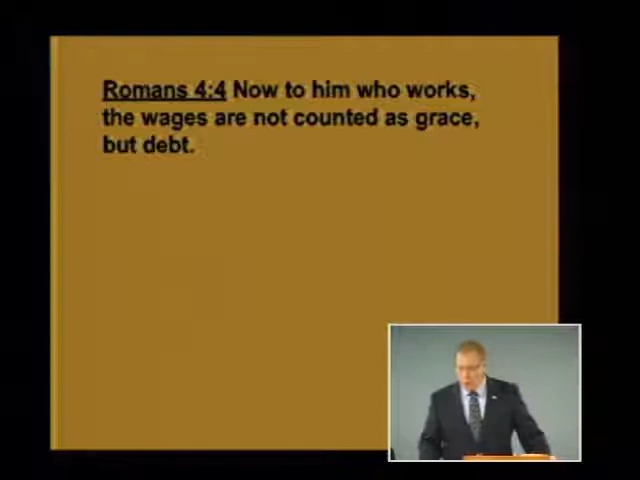 Romans 4:4 Now to him who works,
the wages are not counted as grace,
but debt.